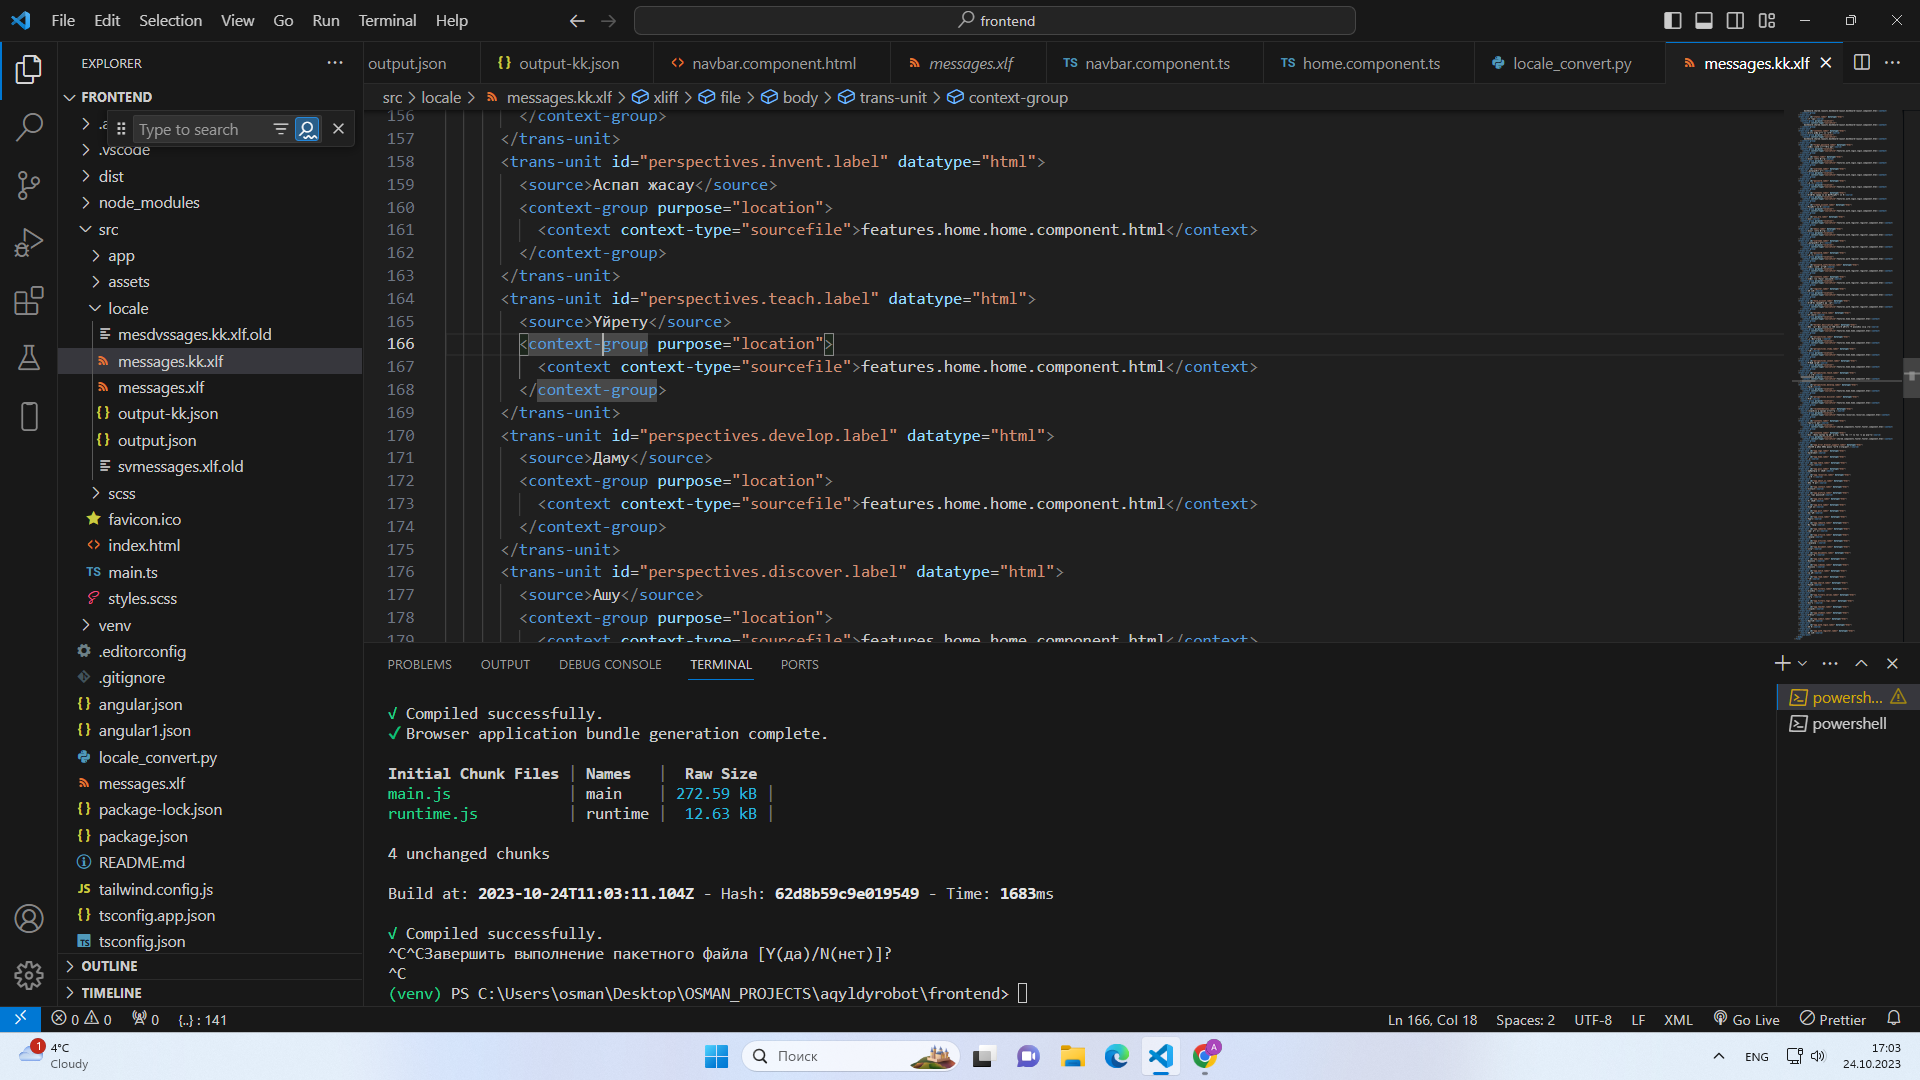 File Edit Selection View Go Run Terminal Help
frontend
EXPLORER
output.json
output-kk.json
navbar.component.html
messages.xlf
navbar.component.ts
home.component.ts
locale_convert.py
messages.kk.xlf
src > locale > messages.kk.xlf > xliff > file > body > trans-unit > context-group
FRONTEND
Type to search
.vscode
dist
node_modules
src
app
assets
locale
mesdvssages.kk.xlf.old
messages.kk.xlf
messages.xlf
output-kk.json
output.json
svmessages.xlf.old
scss
favicon.ico
index.html
main.ts
styles.scss
venv
.editorconfig
.gitignore
angular.json
angular1.json
locale_convert.py
messages.xlf
package-lock.json
package.json
README.md
tailwind.config.js
tsconfig.app.json
tsconfig.json
OUTLINE
TIMELINE
156 </context-group>
157 </trans-unit>
158 <trans-unit id="perspectives.invent.label" datatype="html">
159 <source>Аспап жасау</source>
160 <context-group purpose="location">
161 <context context-type="sourcefile">features.home.home.component.html</context>
162 </context-group>
163 </trans-unit>
164 <trans-unit id="perspectives.teach.label" datatype="html">
165 <source>Үйрету</source>
166 <context-group purpose="location">
167 <context context-type="sourcefile">features.home.home.component.html</context>
168 </context-group>
169 </trans-unit>
170 <trans-unit id="perspectives.develop.label" datatype="html">
171 <source>Даму</source>
172 <context-group purpose="location">
173 <context context-type="sourcefile">features.home.home.component.html</context>
174 </context-group>
175 </trans-unit>
176 <trans-unit id="perspectives.discover.label" datatype="html">
177 <source>Ашу</source>
178 <context-group purpose="location">
179 <context context-type="sourcefile">features.home.home.component.html</context>
PROBLEMS OUTPUT DEBUG CONSOLE TERMINAL PORTS
powersh...
powershell
√ Compiled successfully.
✔ Browser application bundle generation complete.
Initial Chunk Files | Names | Raw Size
main.js | main | 272.59 kB |
runtime.js | runtime | 12.63 kB |
4 unchanged chunks
Build at: 2023-10-24T11:03:11.104Z - Hash: 62d8b59c9e019549 - Time: 1683ms
√ Compiled successfully.
^C^CЗавершить выполнение пакетного файла [Y(да)/N(нет)]?
^C
(venv) PS C:\Users\osman\Desktop\OSMAN_PROJECTS\aqyldyrobot\frontend>
0 0 0 {..} : 141
Ln 166, Col 18 Spaces: 2 UTF-8 LF XML Go Live Prettier
1
4°C
Cloudy
Поиск
A
ENG
17:03
24.10.2023